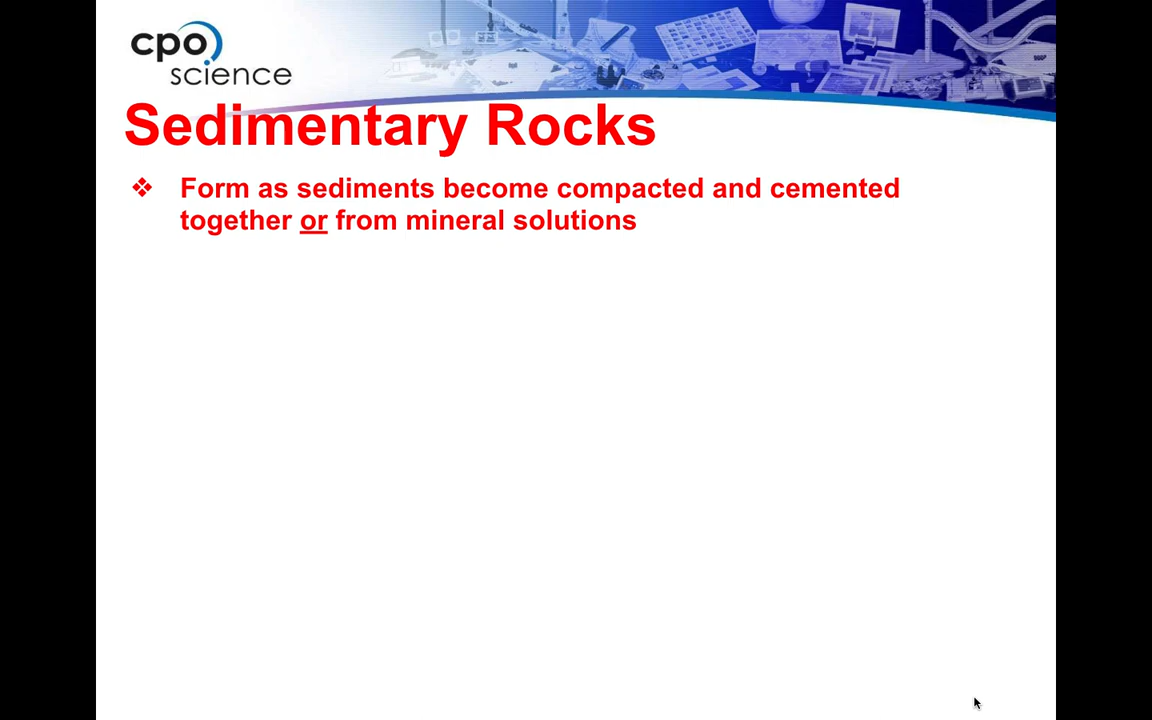 cpo
science
Sedimentary Rocks
❖ Form as sediments become compacted and cemented
together or from mineral solutions